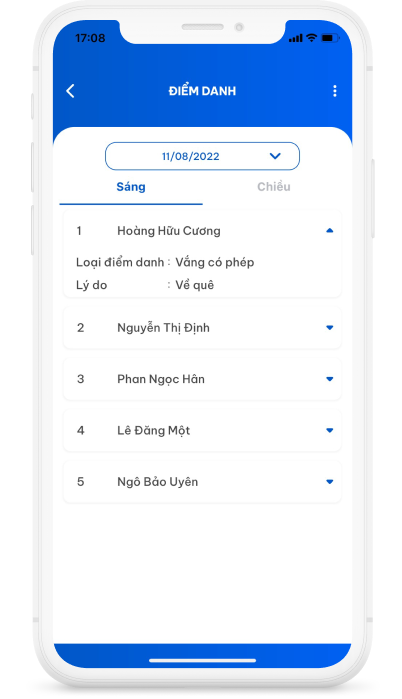 17:08
ĐIỂM DANH
11/08/2022
Sáng Chiều
1 Hoàng Hữu Cương
Loại điểm danh : Vắng có phép
Lý do : Về quê
2 Nguyễn Thị Định
3 Phan Ngọc Hân
4 Lê Đăng Một
5 Ngô Bảo Uyên